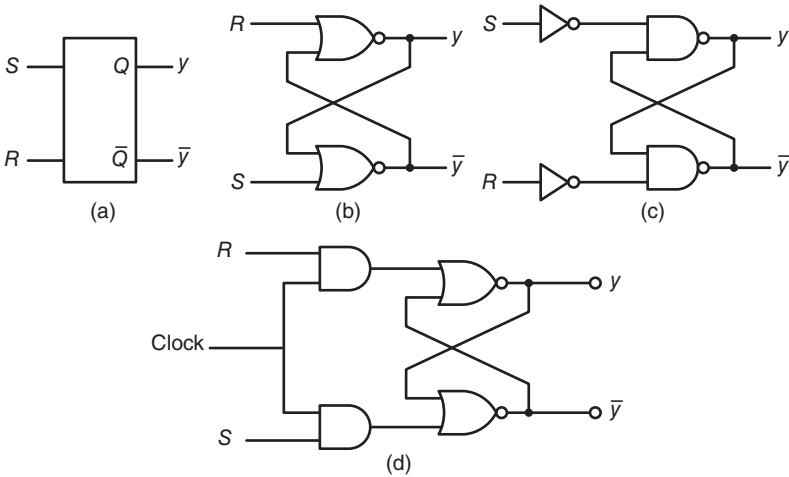 S Q y
R Q̅ y̅
(a)
R y
S y̅
(b)
S y
R y̅
(c)
R y
Clock
S y̅
(d)